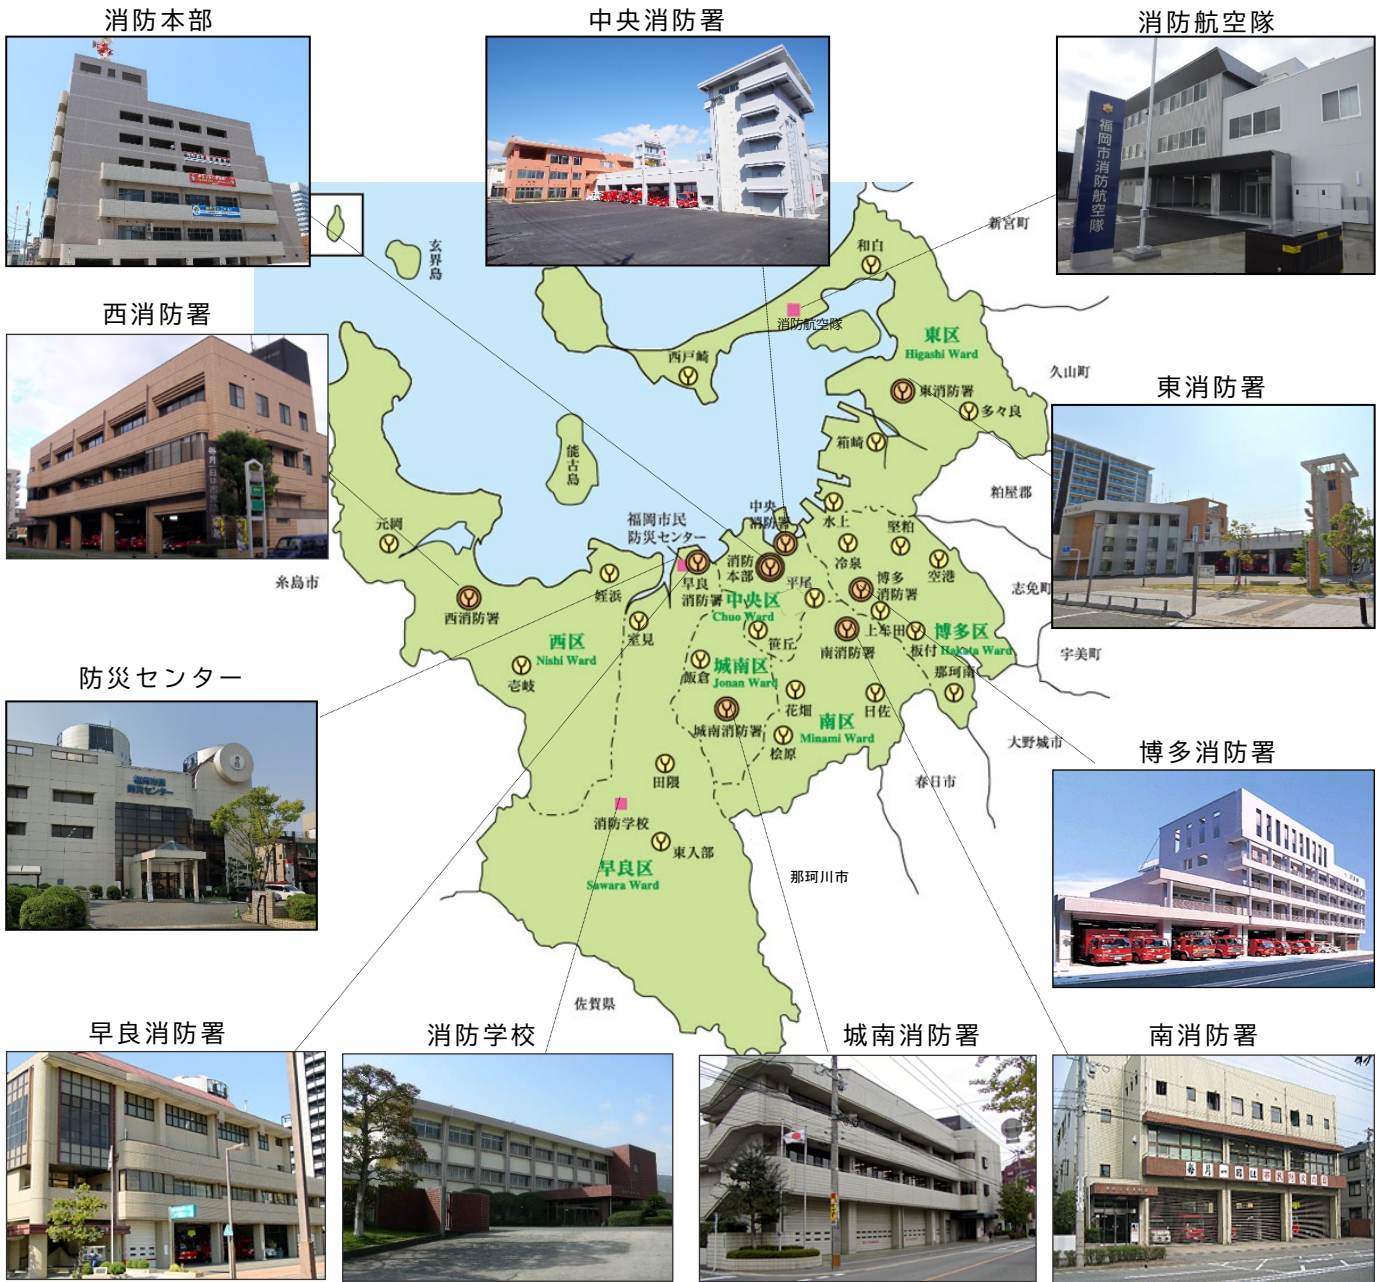 消防本部
中央消防署
消防航空隊
福岡市消防航空隊
西消防署
東消防署
防災センター
福岡市民
防災センター
博多消防署
早良消防署
消防学校
城南消防署
南消防署
玄界島
新宮町
和白
消防航空隊
西戸崎
東区
Higashi Ward
久山町
東消防署
多々良
箱崎
能古島
粕屋郡
福岡市民
防災センター
中央
消防署
水上
堅粕
元岡
消防
本部
冷泉
空港
糸島市
姪浜
早良
消防署
平尾
博多
消防署
志免町
西消防署
中央区
Chuo Ward
室見
笹丘
南消防署
上牟田
板付
博多区
Hakata Ward
西区
Nishi Ward
宇美町
壱岐
飯倉
城南区
Jonan Ward
那珂南
花畑
日佐
城南消防署
南区
Minami Ward
桧原
大野城市
春日市
田隈
消防学校
東入部
早良区
Sawara Ward
那珂川市
佐賀県